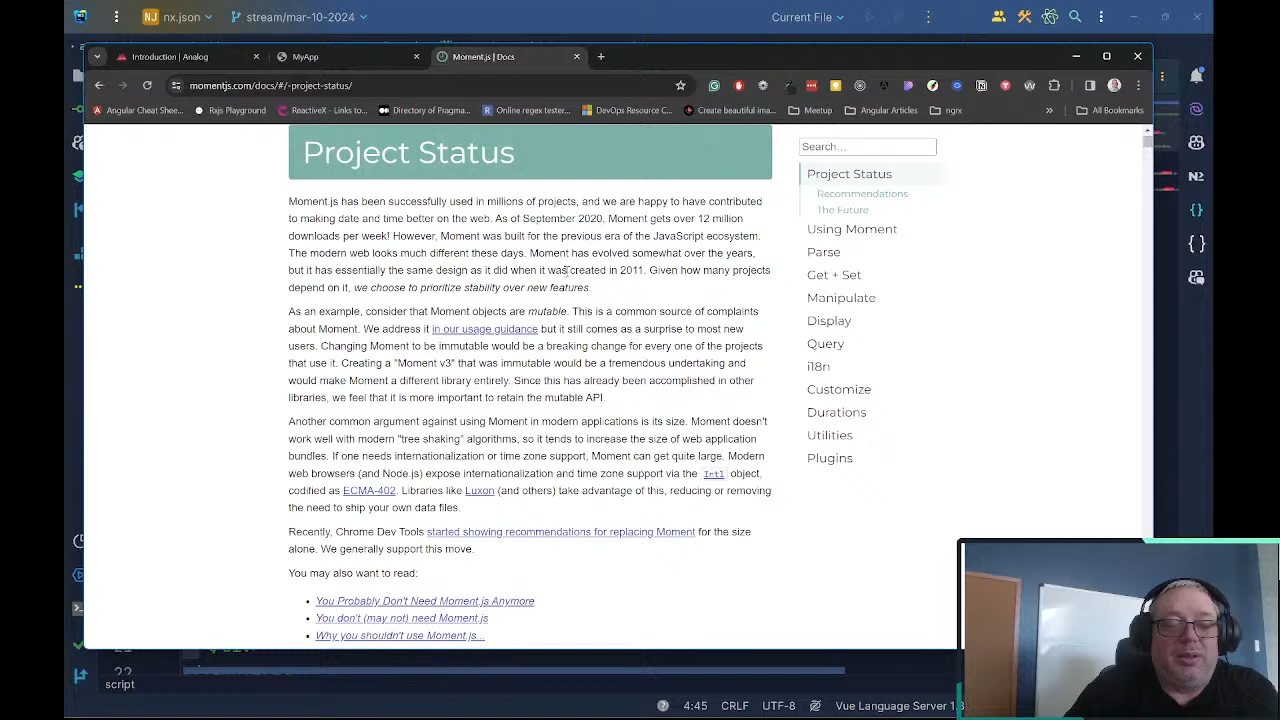 nx.json
stream/mar-10-2024
Current File
Introduction | Analog
MyApp
Moment.js | Docs
momentjs.com/docs/#/-project-status/
Angular Cheat Shee...
Rxjs Playground
ReactiveX - Links to...
Directory of Pragma...
Online regex tester...
DevOps Resource C...
Create beautiful ima...
Meetup
Angular Articles
ngrx
All Bookmarks
Project Status
Moment.js has been successfully used in millions of projects, and we are happy to have contributed
to making date and time better on the web. As of September 2020, Moment gets over 12 million
downloads per week! However, Moment was built for the previous era of the JavaScript ecosystem.
The modern web looks much different these days. Moment has evolved somewhat over the years,
but it has essentially the same design as it did when it was created in 2011. Given how many projects
depend on it, we choose to prioritize stability over new features.
As an example, consider that Moment objects are mutable. This is a common source of complaints
about Moment. We address it in our usage guidance but it still comes as a surprise to most new
users. Changing Moment to be immutable would be a breaking change for every one of the projects
that use it. Creating a "Moment v3" that was immutable would be a tremendous undertaking and
would make Moment a different library entirely. Since this has already been accomplished in other
libraries, we feel that it is more important to retain the mutable API.
Another common argument against using Moment in modern applications is its size. Moment doesn't
work well with modern "tree shaking" algorithms, so it tends to increase the size of web application
bundles. If one needs internationalization or time zone support, Moment can get quite large. Modern
web browsers (and Node.js) expose internationalization and time zone support via the Intl object,
codified as ECMA-402. Libraries like Luxon (and others) take advantage of this, reducing or removing
the need to ship your own data files.
Recently, Chrome Dev Tools started showing recommendations for replacing Moment for the size
alone. We generally support this move.
You may also want to read:
You Probably Don't Need Moment.js Anymore
You don't (may not) need Moment.js
Why you shouldn't use Moment.js...
Search...
Project Status
Recommendations
The Future
Using Moment
Parse
Get + Set
Manipulate
Display
Query
i18n
Customize
Durations
Utilities
Plugins
22
script
4:45
CRLF
UTF-8
Vue Language Server 1.8